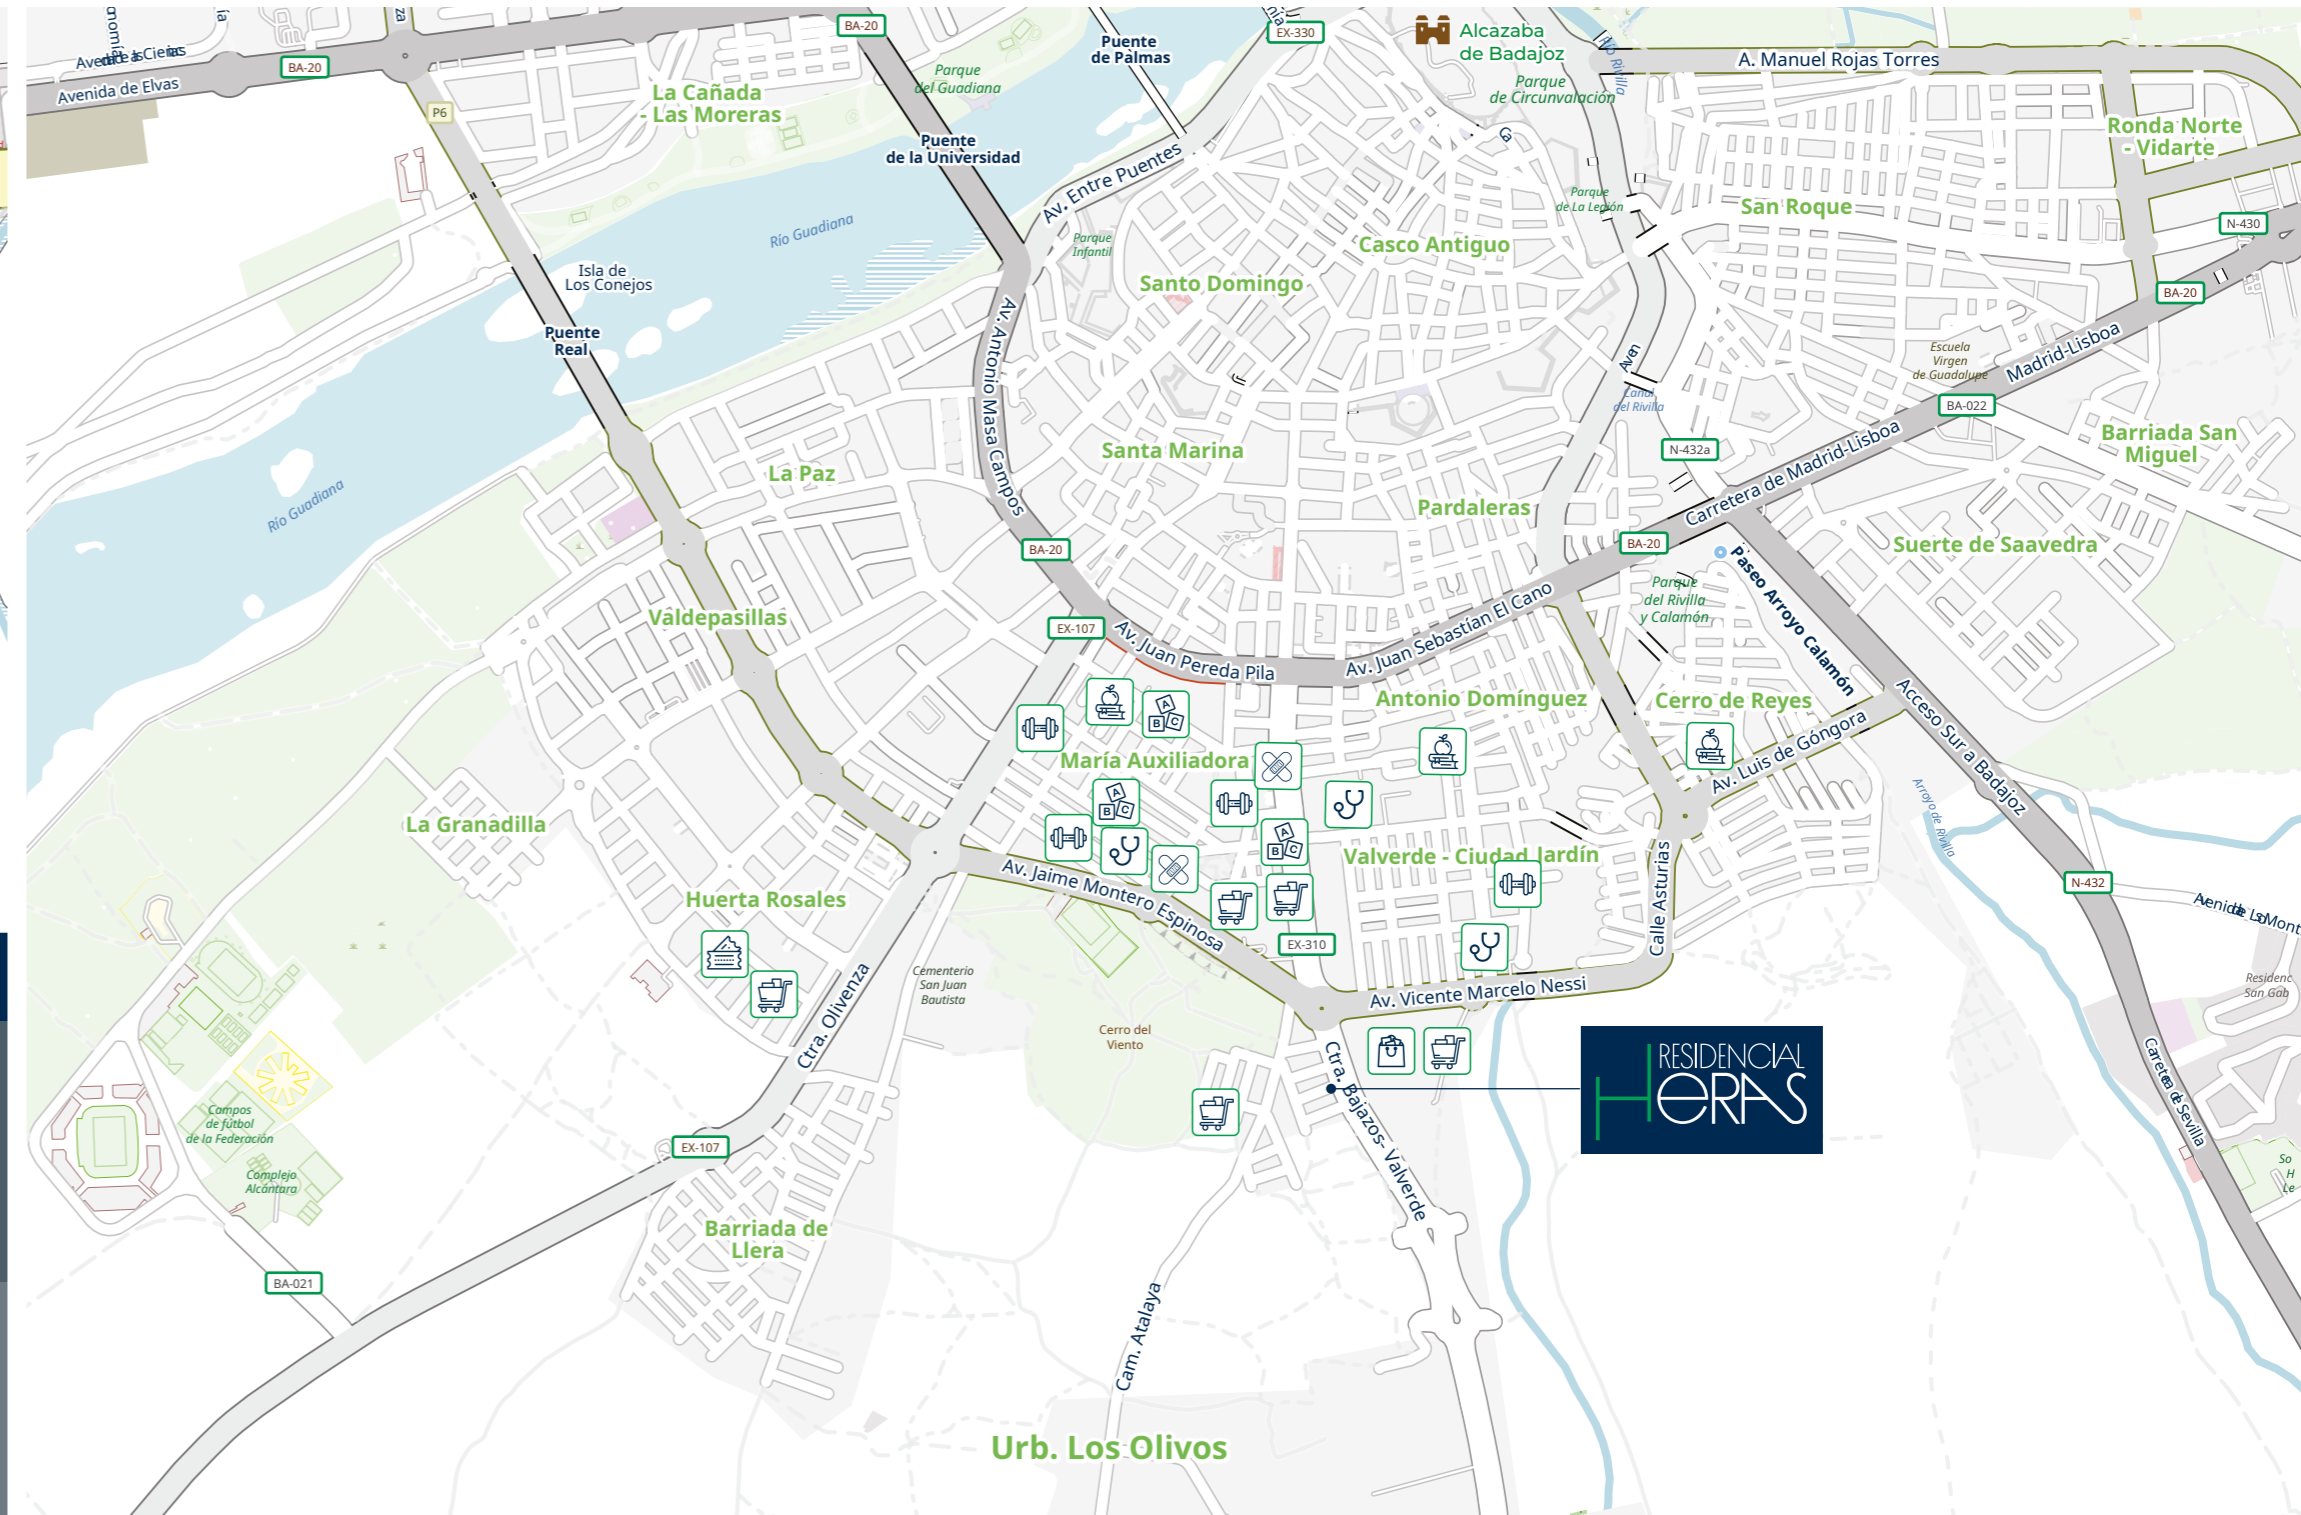 BA-20
EX-330
Alcazaba
de Badajoz
Puente
de Palmas
A. Manuel Rojas Torres
Avenida de Elvas
BA-20
Parque
del Guadiana
Parque
de Circunvalación
La Cañada
- Las Moreras
P6
Ronda Norte
- Vidarte
Puente
de la Universidad
Av. Entre Puentes
Parque
de La Legión
San Roque
N-430
Río Guadiana
Parque
Infantil
Casco Antiguo
Isla de
Los Conejos
Santo Domingo
BA-20
Puente
Real
Av. Antonio Masa Campos
Madrid-Lisboa
Escuela
Virgen
de Guadalupe
Canal
del Rivilla
BA-022
Santa Marina
N-432a
Barriada San
Miguel
La Paz
Carretera de Madrid-Lisboa
Río Guadiana
Pardaleras
BA-20
BA-20
Suerte de Saavedra
Paseo Arroyo Calamón
Parque
del Rivilla
y Calamón
Valdepasillas
EX-107
Av. Juan Pereda Pila
Av. Juan Sebastían El Cano
Antonio Domínguez
Cerro de Reyes
Acceso Sur a Badajoz
Av. Luis de Góngora
A
B
C
María Auxiliadora
A
B
C
Arroyo de Rivilla
La Granadilla
A
B
C
Valverde - Ciudad Jardín
Calle Asturias
Av. Jaime Montero Espinosa
N-432
Huerta Rosales
EX-310
Cementerio
San Juan
Bautista
Av. Vicente Marcelo Nessi
Ctra. Olivenza
Cerro del
Viento
Ctra. Bajazos- Valverde
RESIDENCIAL
HERAS
Campos
de fútbol
de la Federación
EX-107
Complejo
Alcántara
Barriada de
Llera
BA-021
Cam. Atalaya
Urb. Los Olivos